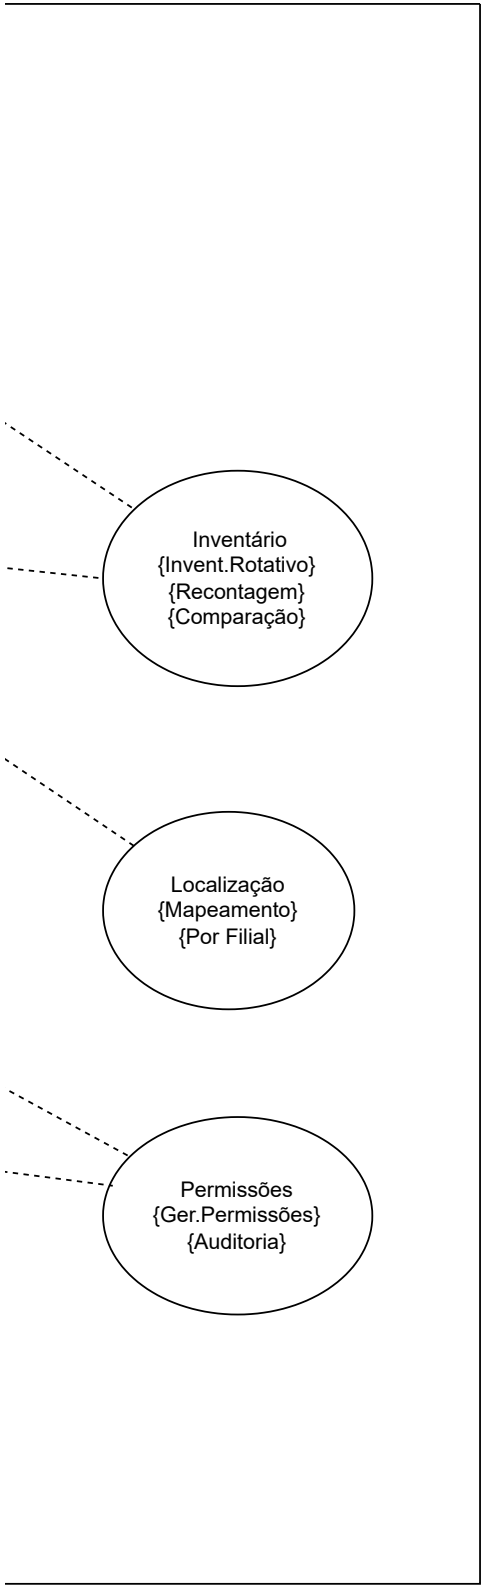 Inventário
{Invent.Rotativo}
{Recontagem}
{Comparação}
Localização
{Mapeamento}
{Por Filial}
Permissões
{Ger.Permissões}
{Auditoria}